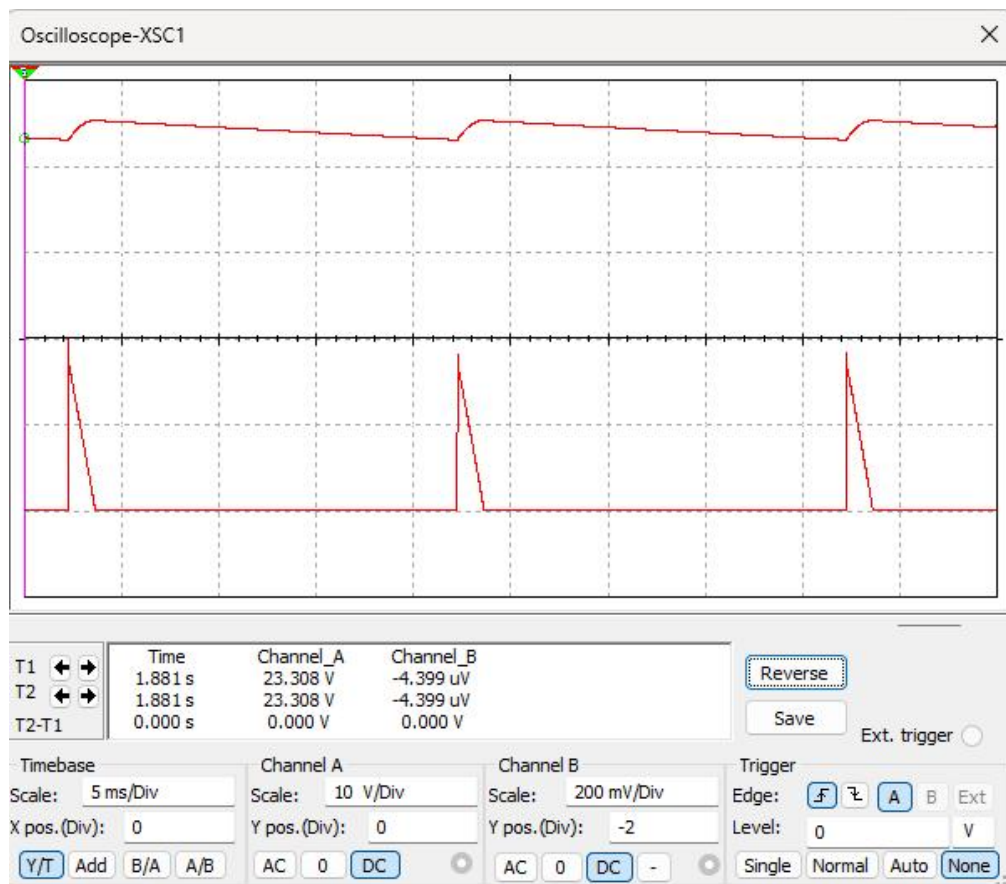 Oscilloscope-XSC1
T1
T2
T2-T1
Time Channel_A Channel_B
1.881 s 23.308 V -4.399 uV
1.881 s 23.308 V -4.399 uV
0.000 s 0.000 V 0.000 V
Reverse
Save
Ext. trigger
Timebase
Scale: 5 ms/Div
X pos.(Div): 0
Y/T Add B/A A/B
Channel A
Scale: 10 V/Div
Y pos.(Div): 0
AC 0 DC
Channel B
Scale: 200 mV/Div
Y pos.(Div): -2
AC 0 DC -
Trigger
Edge: A B Ext
Level: 0 V
Single Normal Auto None